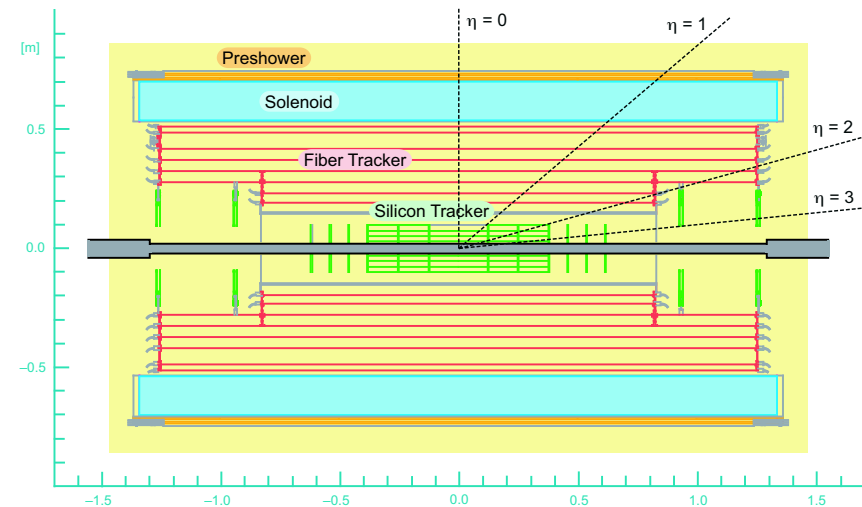 η = 0
η = 1
[m]
Preshower
Solenoid
0.5
η = 2
Fiber Tracker
η = 3
Silicon Tracker
0.0
–0.5
–1.5
–1.0
–0.5
0.0
0.5
1.0
1.5